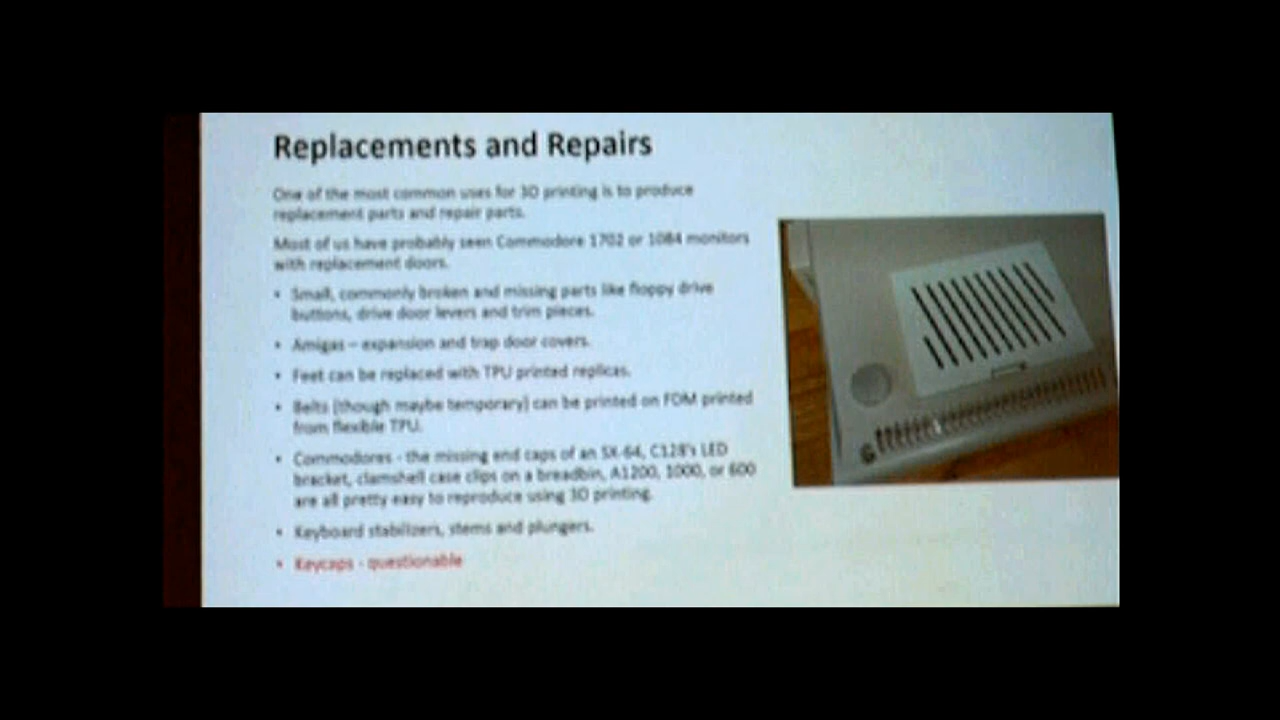 Replacements and Repairs
One of the most common uses for 3D printing is to produce
replacement parts and repair parts.
Most of us have probably seen Commodore 1702 or 1084 monitors
with replacement doors.
• Small, commonly broken and missing parts like floppy drive
buttons, drive door levers and trim pieces.
• Amigas – expansion and trap door covers.
• Feet can be replaced with TPU printed replicas.
• Belts (though maybe temporary) can be printed on FDM printed
from flexible TPU.
• Commodores - the missing end caps of an SX-64, C128's LED
bracket, clamshell case clips on a breadbin, A1200, 1000, or 600
are all pretty easy to reproduce using 3D printing.
• Keyboard stabilizers, stems and plungers.
• Keycaps - questionable